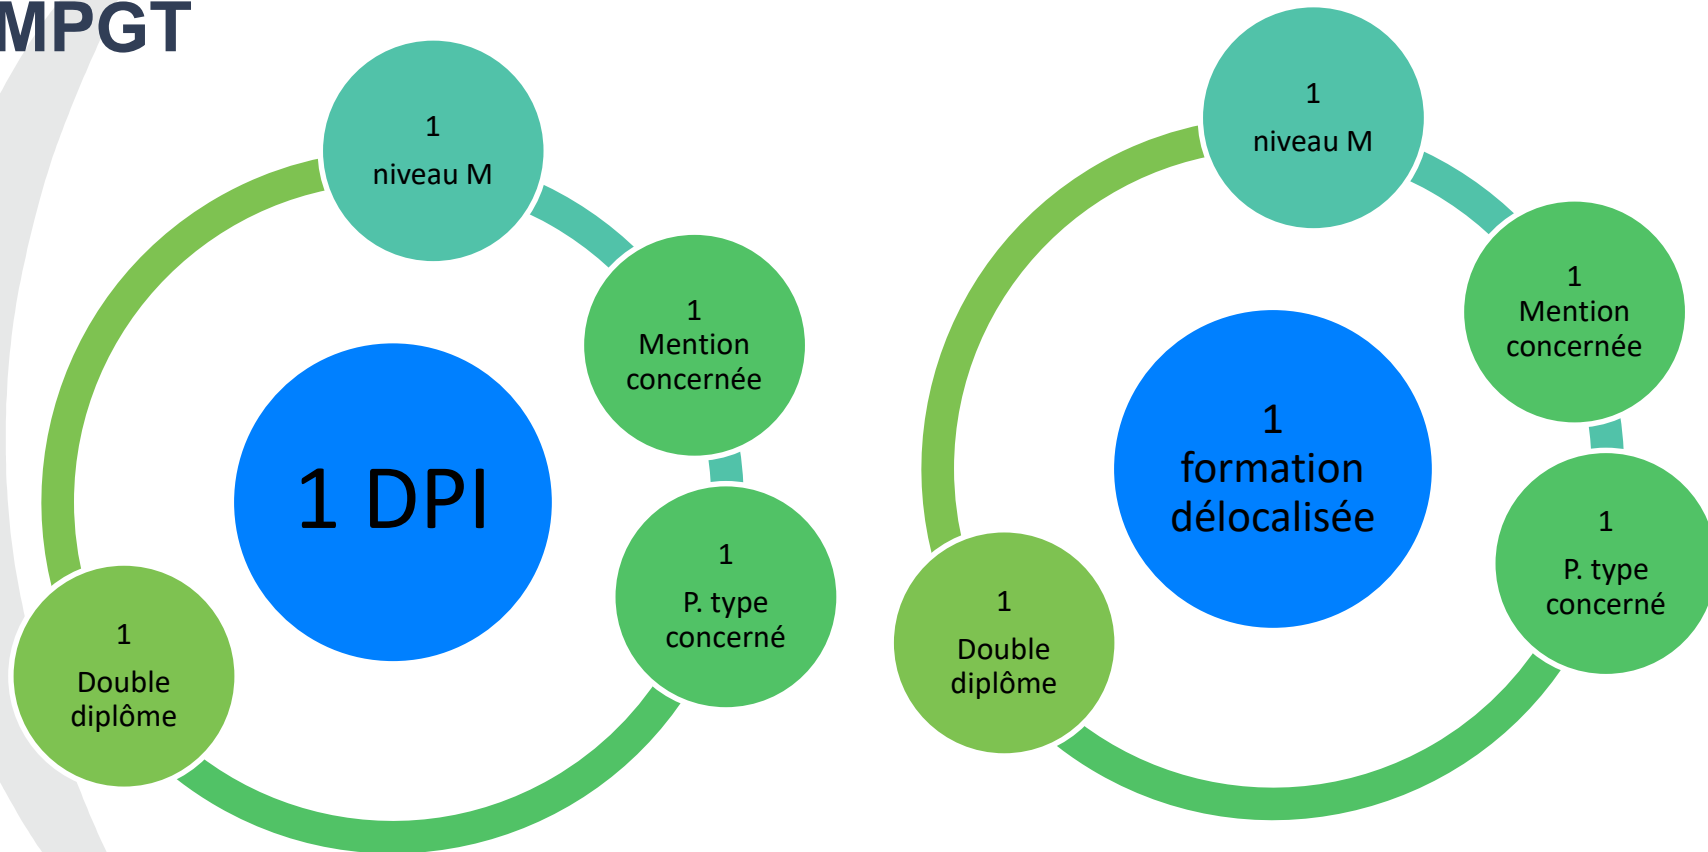 MPGT
1
niveau M
1
Mention
concernée
1 DPI
1
P. type
concerné
1
Double
diplôme
1
niveau M
1
Mention
concernée
1
formation
délocalisée
1
P. type
concerné
1
Double
diplôme